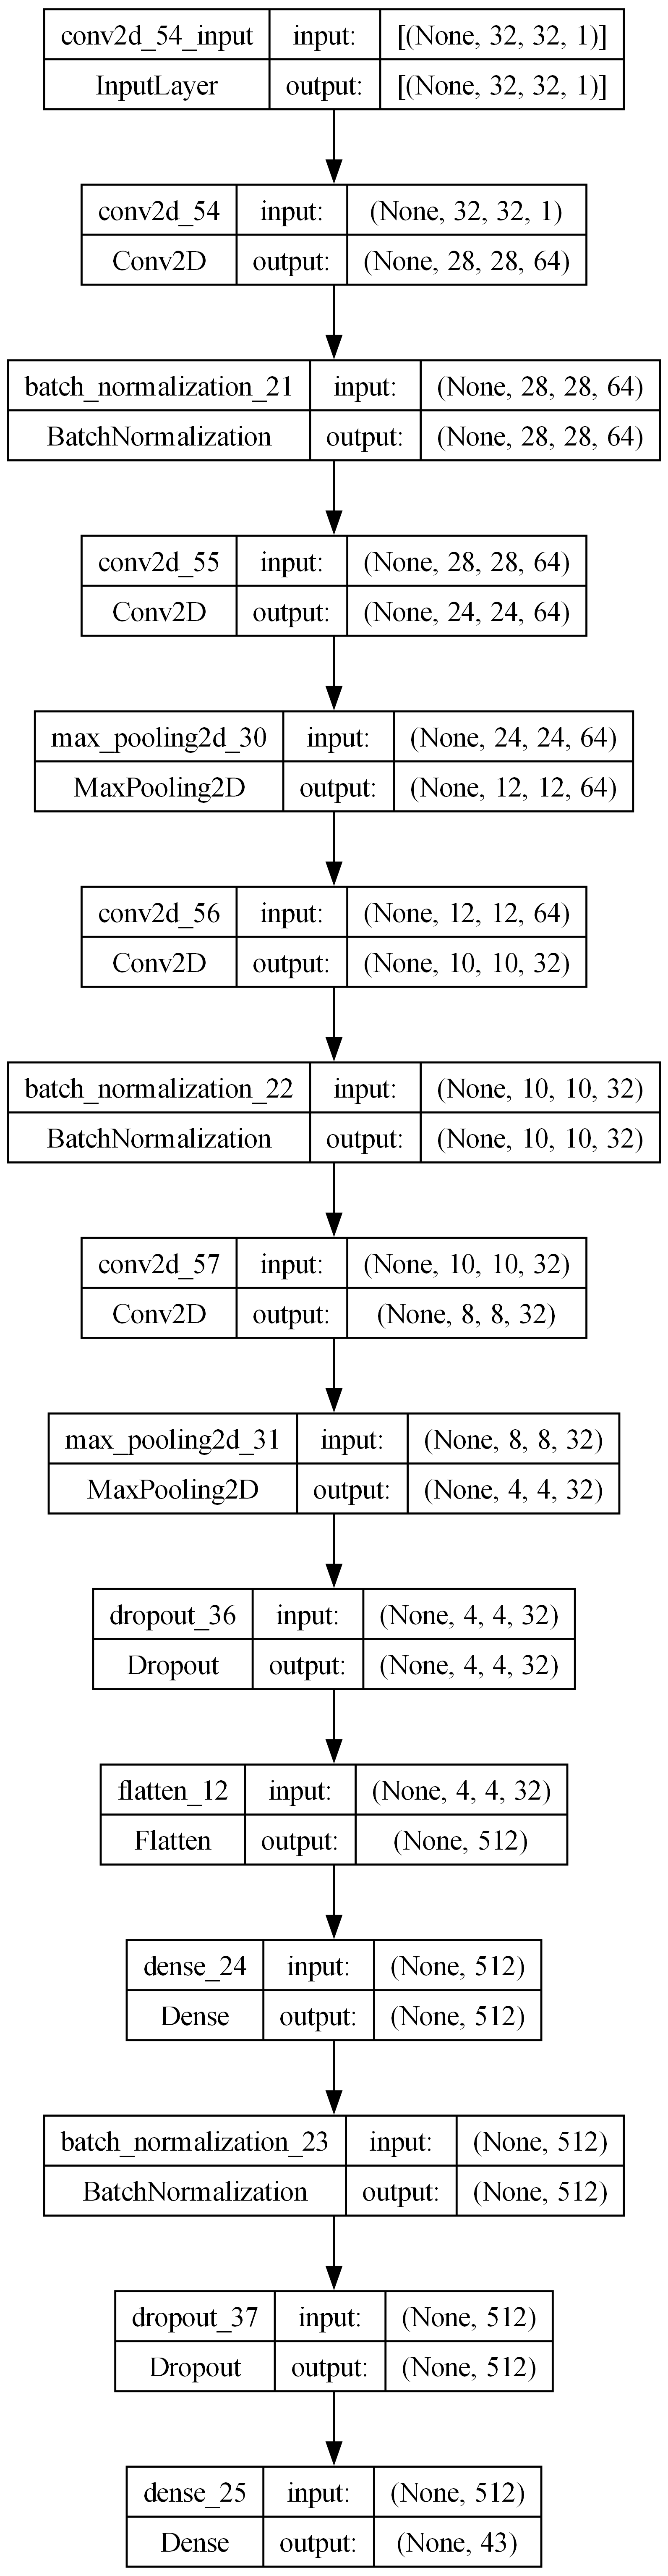 conv2d_54_input input: [(None, 32, 32, 1)]
InputLayer output: [(None, 32, 32, 1)]
conv2d_54 input: (None, 32, 32, 1)
Conv2D output: (None, 28, 28, 64)
batch_normalization_21 input: (None, 28, 28, 64)
BatchNormalization output: (None, 28, 28, 64)
conv2d_55 input: (None, 28, 28, 64)
Conv2D output: (None, 24, 24, 64)
max_pooling2d_30 input: (None, 24, 24, 64)
MaxPooling2D output: (None, 12, 12, 64)
conv2d_56 input: (None, 12, 12, 64)
Conv2D output: (None, 10, 10, 32)
batch_normalization_22 input: (None, 10, 10, 32)
BatchNormalization output: (None, 10, 10, 32)
conv2d_57 input: (None, 10, 10, 32)
Conv2D output: (None, 8, 8, 32)
max_pooling2d_31 input: (None, 8, 8, 32)
MaxPooling2D output: (None, 4, 4, 32)
dropout_36 input: (None, 4, 4, 32)
Dropout output: (None, 4, 4, 32)
flatten_12 input: (None, 4, 4, 32)
Flatten output: (None, 512)
dense_24 input: (None, 512)
Dense output: (None, 512)
batch_normalization_23 input: (None, 512)
BatchNormalization output: (None, 512)
dropout_37 input: (None, 512)
Dropout output: (None, 512)
dense_25 input: (None, 512)
Dense output: (None, 43)